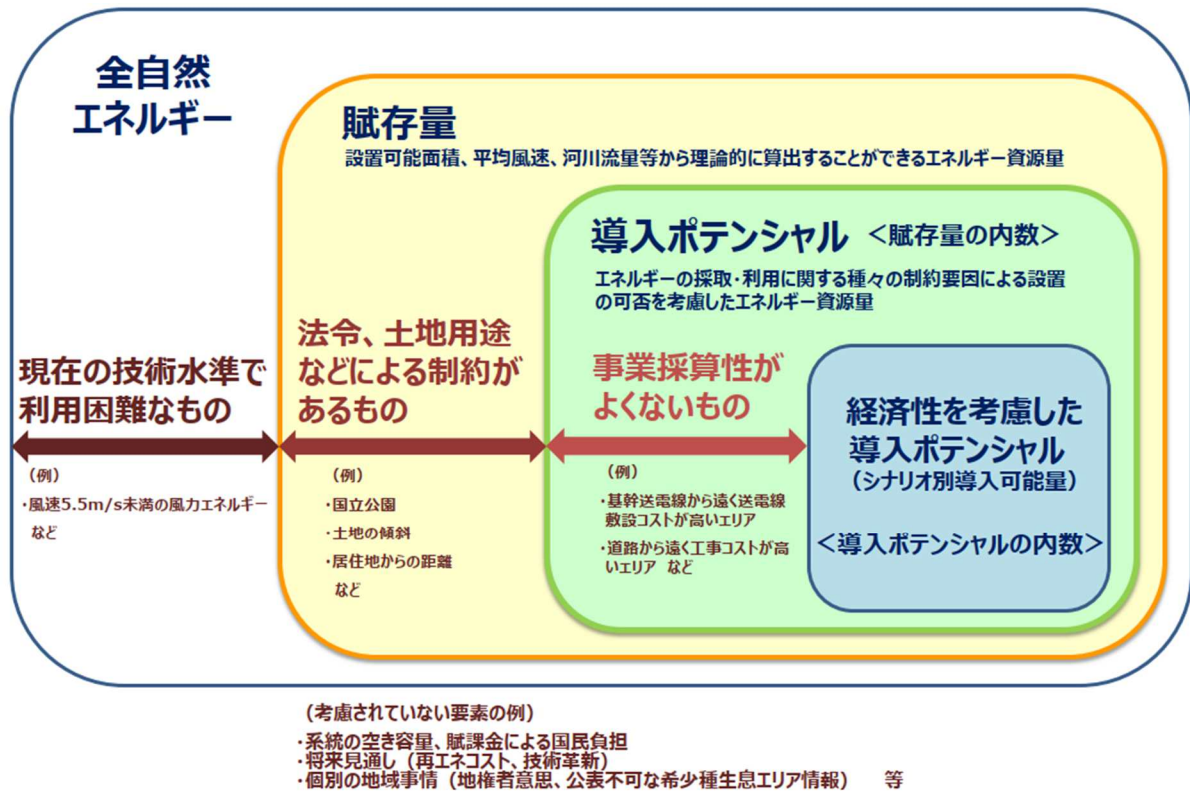 全自然
エネルギー
賦存量
設置可能面積、平均風速、河川流量等から理論的に算出することができるエネルギー資源量
導入ポテンシャル <賦存量の内数>
エネルギーの採取・利用に関する種々の制約要因による設置
の可否を考慮したエネルギー資源量
現在の技術水準で
利用困難なもの
(例)
・風速5.5m/s未満の風力エネルギー
など
法令、土地用途
などによる制約が
あるもの
(例)
・国立公園
・土地の傾斜
・居住地からの距離
など
事業採算性が
よくないもの
(例)
・基幹送電線から遠く送電線
敷設コストが高いエリア
・道路から遠く工事コストが高
いエリア など
経済性を考慮した
導入ポテンシャル
(シナリオ別導入可能量)
<導入ポテンシャルの内数>
(考慮されていない要素の例)
・系統の空き容量、賦課金による国民負担
・将来見通し(再エネコスト、技術革新)
・個別の地域事情(地権者意思、公表不可な希少種生息エリア情報) 等